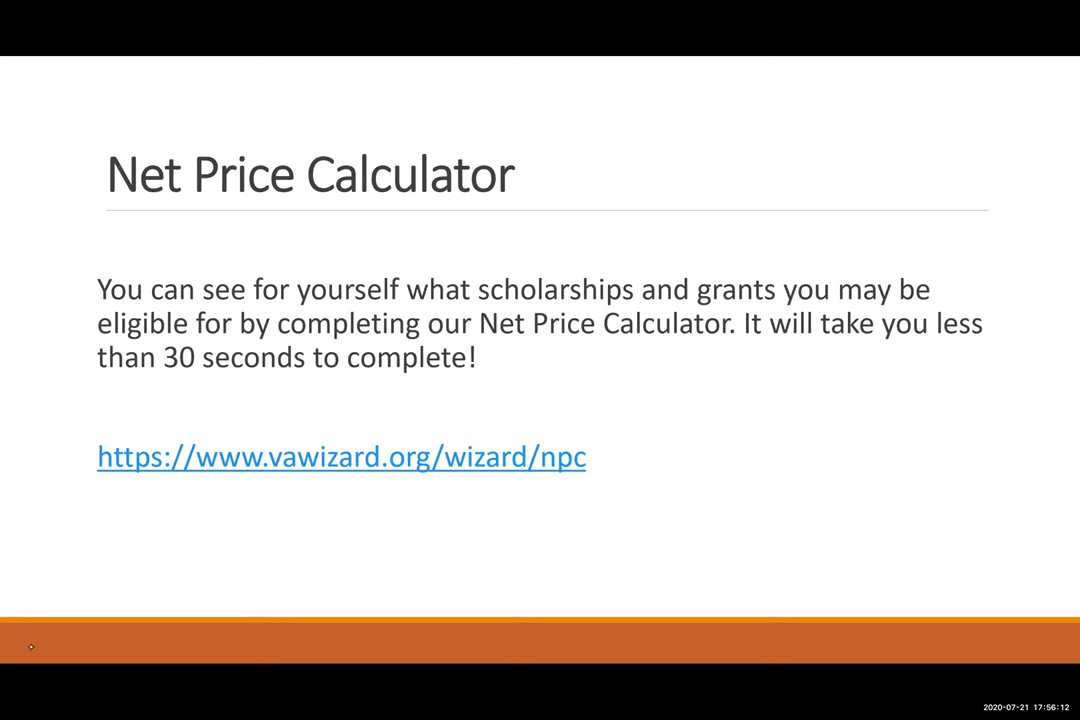 Net Price Calculator
You can see for yourself what scholarships and grants you may be
eligible for by completing our Net Price Calculator. It will take you less
than 30 seconds to complete!
https://www.vawizard.org/wizard/npc
2020-07-21 17:56:12